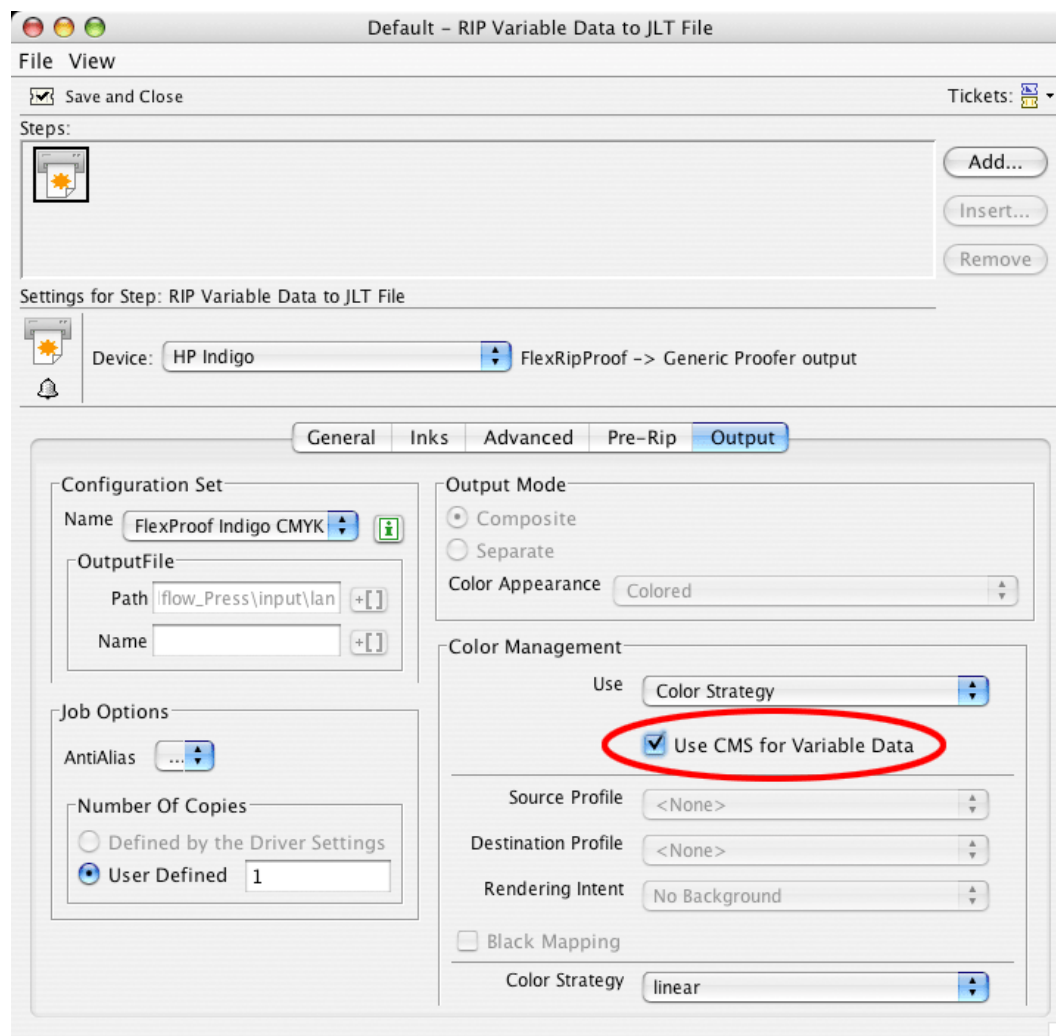 Default – RIP Variable Data to JLT File
File View
Save and Close
Tickets:
Steps:
Add...
Insert...
Remove
Settings for Step: RIP Variable Data to JLT File
Device: HP Indigo FlexRipProof -> Generic Proofer output
General Inks Advanced Pre-Rip Output
Configuration Set
Name FlexProof Indigo CMYK
OutputFile
Path flow_Press\input\lan +[]
Name +[]
Job Options
AntiAlias ...
Number Of Copies
Defined by the Driver Settings
User Defined 1
Output Mode
Composite
Separate
Color Appearance Colored
Color Management
Use Color Strategy
Use CMS for Variable Data
Source Profile <None>
Destination Profile <None>
Rendering Intent No Background
Black Mapping
Color Strategy linear